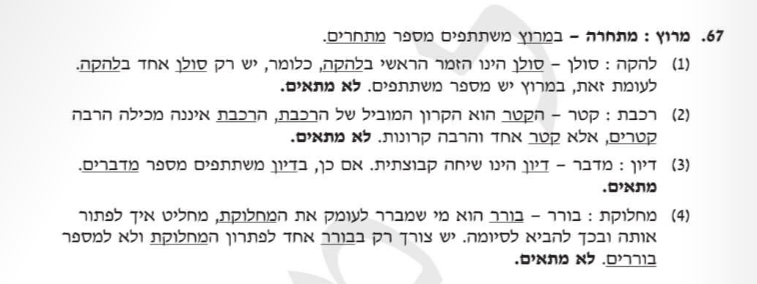 67. מרוץ : מתחרה – במרוץ משתתפים מספר מתחרים.
(1) להקה : סולן – סולן הינו הזמר הראשי בלהקה, כלומר, יש רק סולן אחד בלהקה.
לעומת זאת, במרוץ יש מספר משתתפים. לא מתאים.
(2) רכבת : קטר – הקטר הוא הקרון המוביל של הרכבת, הרכבת איננה מכילה הרבה
קטרים, אלא קטר אחד והרבה קרונות. לא מתאים.
(3) דיון : מדבר – דיון הינו שיחה קבוצתית. אם כן, בדיון משתתפים מספר מדברים.
מתאים.
(4) מחלוקת : בורר – בורר הוא מי שמברר לעומק את המחלוקת, מחליט איך לפתור
אותה ובכך להביא לסיומה. יש צורך רק בבורר אחד לפתרון המחלוקת ולא למספר
בוררים. לא מתאים.